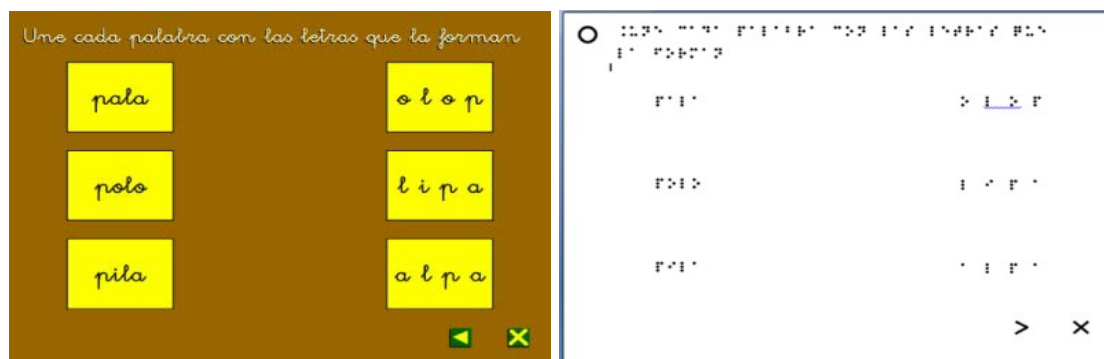 Une cada palabra con las letras que la forman
pala
o l o p
polo
l i p a
pila
a l p a
⠨⠥⠝⠑ ⠉⠁⠙⠁ ⠏⠁⠇⠁⠃⠗⠁ ⠉⠕⠝ ⠇⠁⠎ ⠇⠑⠞⠗⠁⠎ ⠟⠥⠑
⠇⠁ ⠋⠕⠗⠍⠁⠝
⠏⠁⠇⠁
⠕ ⠇ ⠕ ⠏
⠏⠕⠇⠕
⠇ ⠊ ⠏ ⠁
⠏⠊⠇⠁
⠁ ⠇ ⠏ ⠁